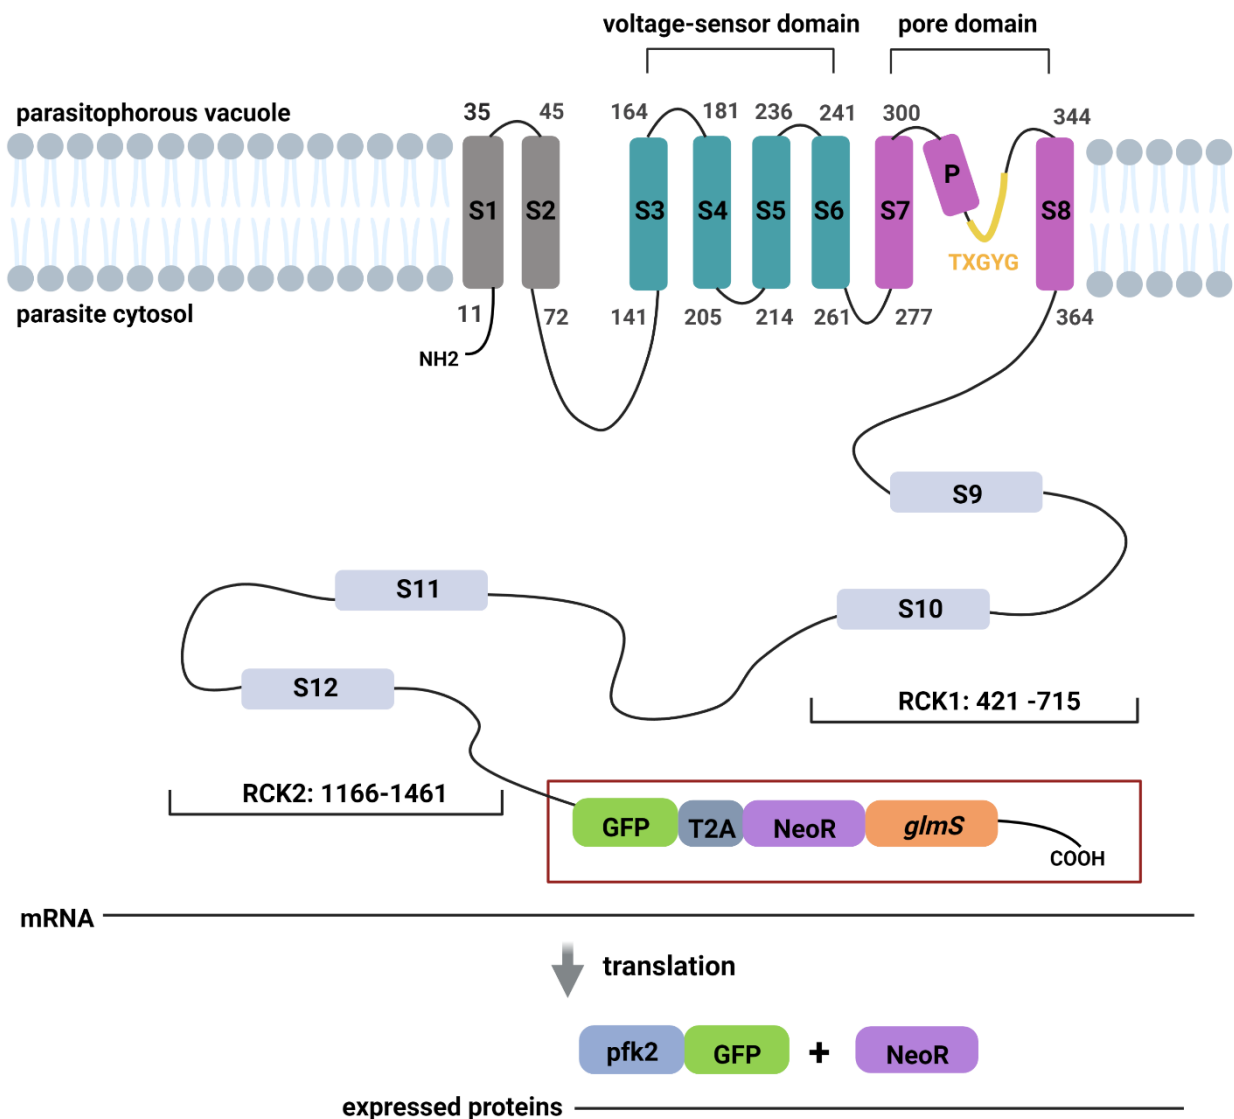 voltage-sensor domain pore domain
parasitophorous vacuole
35 45 164 181 236 241 300 344
P
S1 S2 S3 S4 S5 S6 S7 S8
TXGYG
parasite cytosol
11 72 141 205 214 261 277 364
NH2
S9
S11
S10
S12
RCK1: 421 -715
RCK2: 1166-1461
GFP T2A NeoR glmS
COOH
mRNA
translation
pfk2 GFP + NeoR
expressed proteins